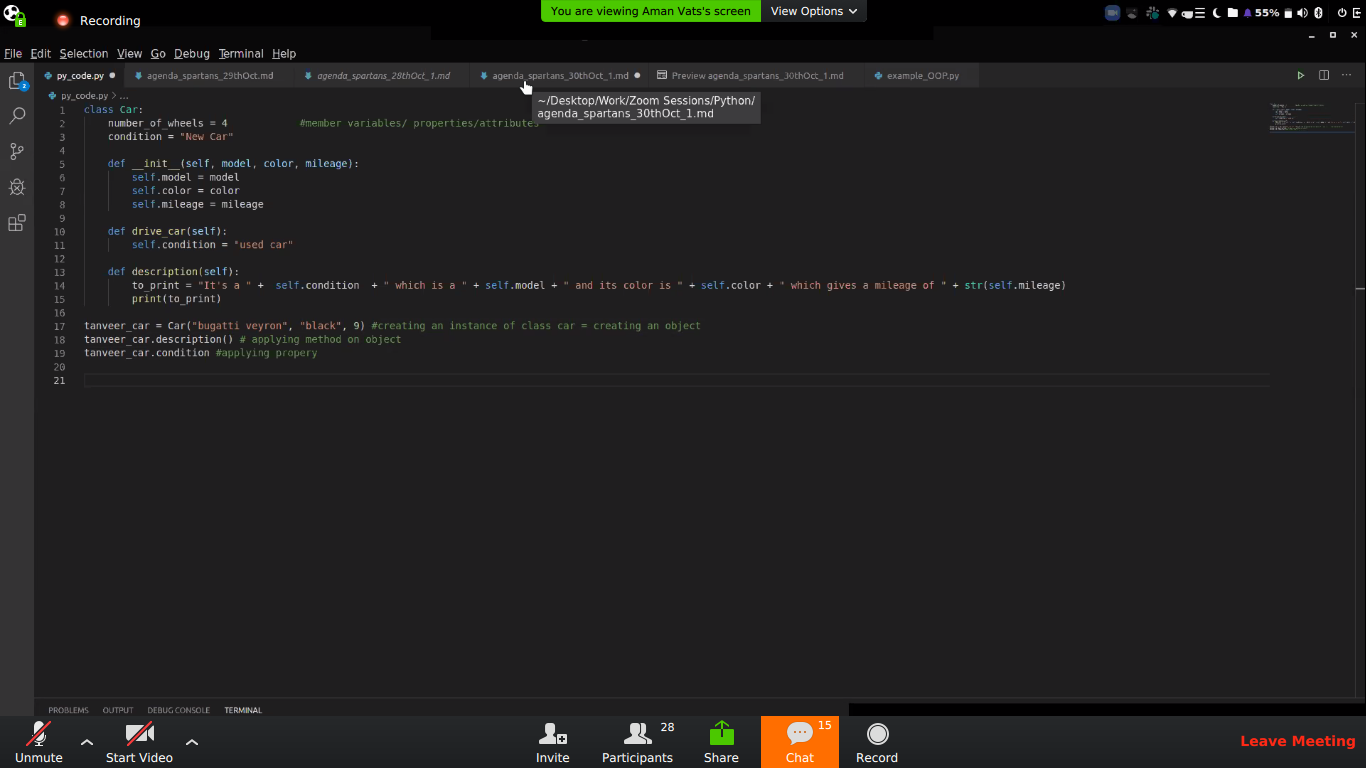 You are viewing Aman Vats's screen View Options
Recording
55%
File Edit Selection View Go Debug Terminal Help
py_code.py agenda_spartans_29thOct.md agenda_spartans_28thOct_1.md agenda_spartans_30thOct_1.md Preview agenda_spartans_30thOct_1.md example_OOP.py
py_code.py > ...
~/Desktop/Work/Zoom Sessions/Python/
agenda_spartans_30thOct_1.md
1 class Car:
2 number_of_wheels = 4 #member variables/ properties/attributes
3 condition = "New Car"
4
5 def __init__(self, model, color, mileage):
6 self.model = model
7 self.color = color
8 self.mileage = mileage
9
10 def drive_car(self):
11 self.condition = "used car"
12
13 def description(self):
14 to_print = "It's a " + self.condition + " which is a " + self.model + " and its color is " + self.color + " which gives a mileage of " + str(self.mileage)
15 print(to_print)
16
17 tanveer_car = Car("bugatti veyron", "black", 9) #creating an instance of class car = creating an object
18 tanveer_car.description() # applying method on object
19 tanveer_car.condition #applying propery
20
21
PROBLEMS OUTPUT DEBUG CONSOLE TERMINAL
Unmute Start Video Invite Participants 28 Share Chat 15 Record Leave Meeting